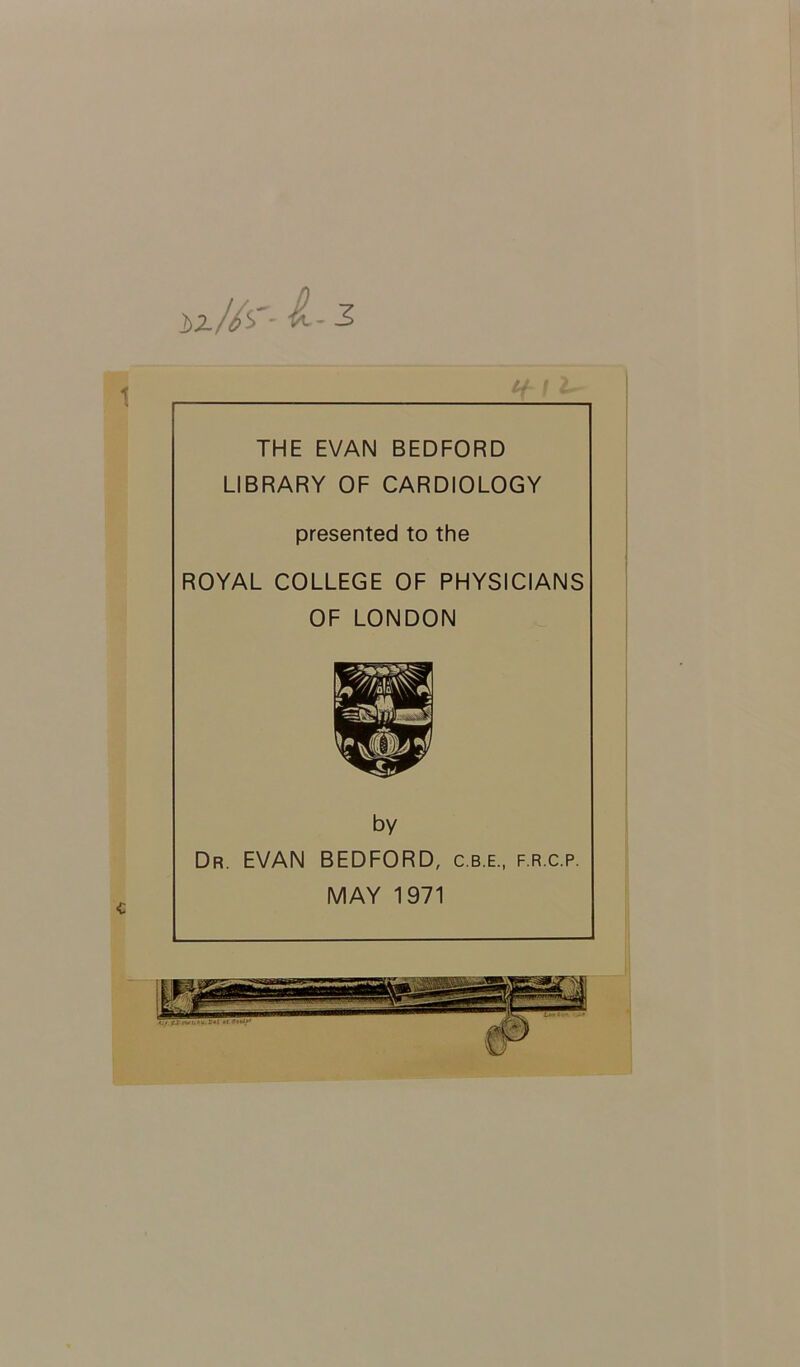 412
THE EVAN BEDFORD
LIBRARY OF CARDIOLOGY
presented to the
ROYAL COLLEGE OF PHYSICIANS
OF LONDON
by
DR. EVAN BEDFORD, C.B.E., F.R.C.P.
MAY 1971